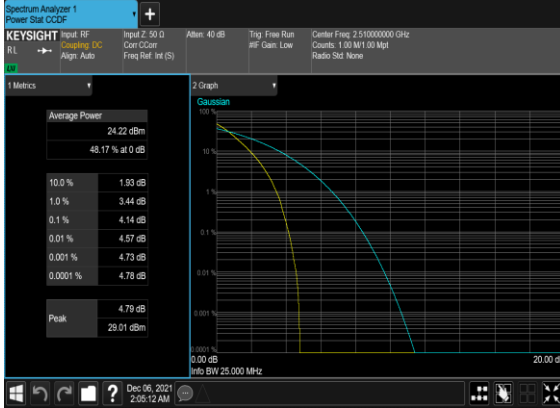 Spectrum Analyzer 1
Power Stat CCDF
KEYSIGHT
RL
Input: RF
Coupling: DC
Align: Auto
Input Z: 50 Ω
Corr CCorr
Freq Ref: Int (S)
Atten: 40 dB
Trig: Free Run
#IF Gain: Low
Center Freq: 2.510000000 GHz
Counts: 1.00 M/1.00 Mpt
Radio Std: None
1 Metrics
Average Power
24.22 dBm
48.17 % at 0 dB
10.0 % 1.93 dB
1.0 % 3.44 dB
0.1 % 4.14 dB
0.01 % 4.57 dB
0.001 % 4.73 dB
0.0001 % 4.78 dB
Peak
4.79 dB
29.01 dBm
2 Graph
Gaussian
100 %
10 %
1 %
0.1 %
0.01 %
0.001 %
0.0001 %
0.00 dB
20.00 d
Info BW 25.000 MHz
?
Dec 06, 2021
2:05:12 AM